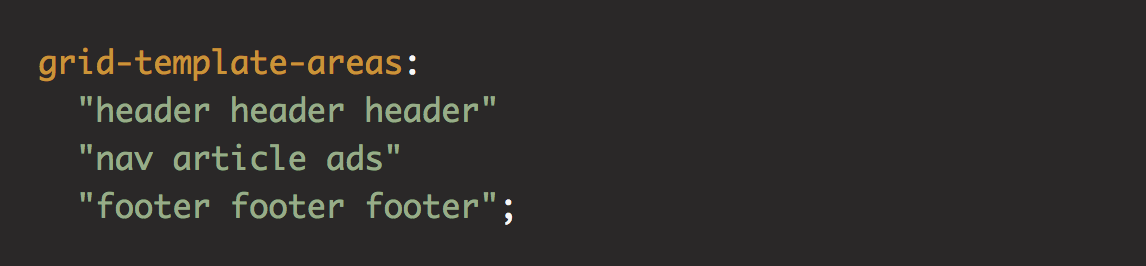 grid-template-areas:
"header header header"
"nav article ads"
"footer footer footer";